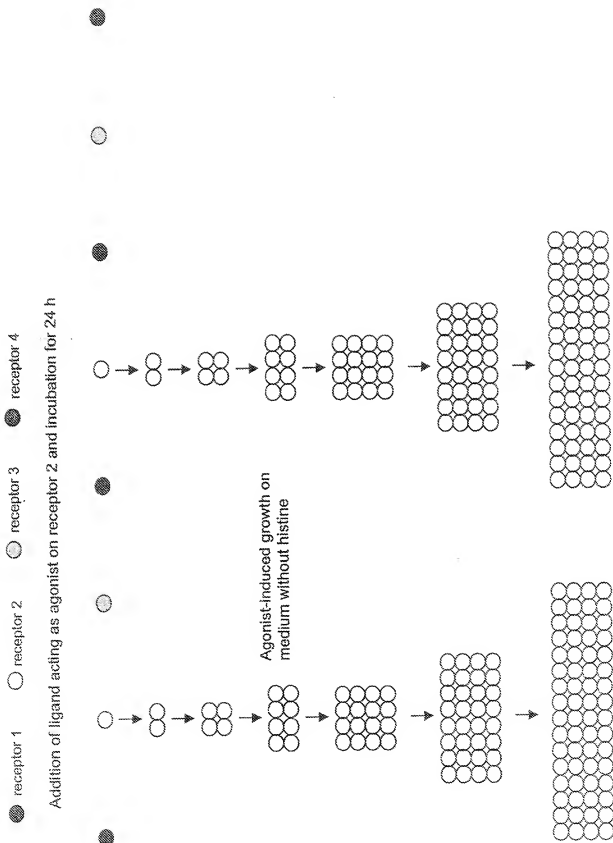 receptor 1 receptor 2 receptor 3 receptor 4
Addition of ligand acting as agonist on receptor 2 and incubation for 24 h
Agonist-induced growth on
medium without histine